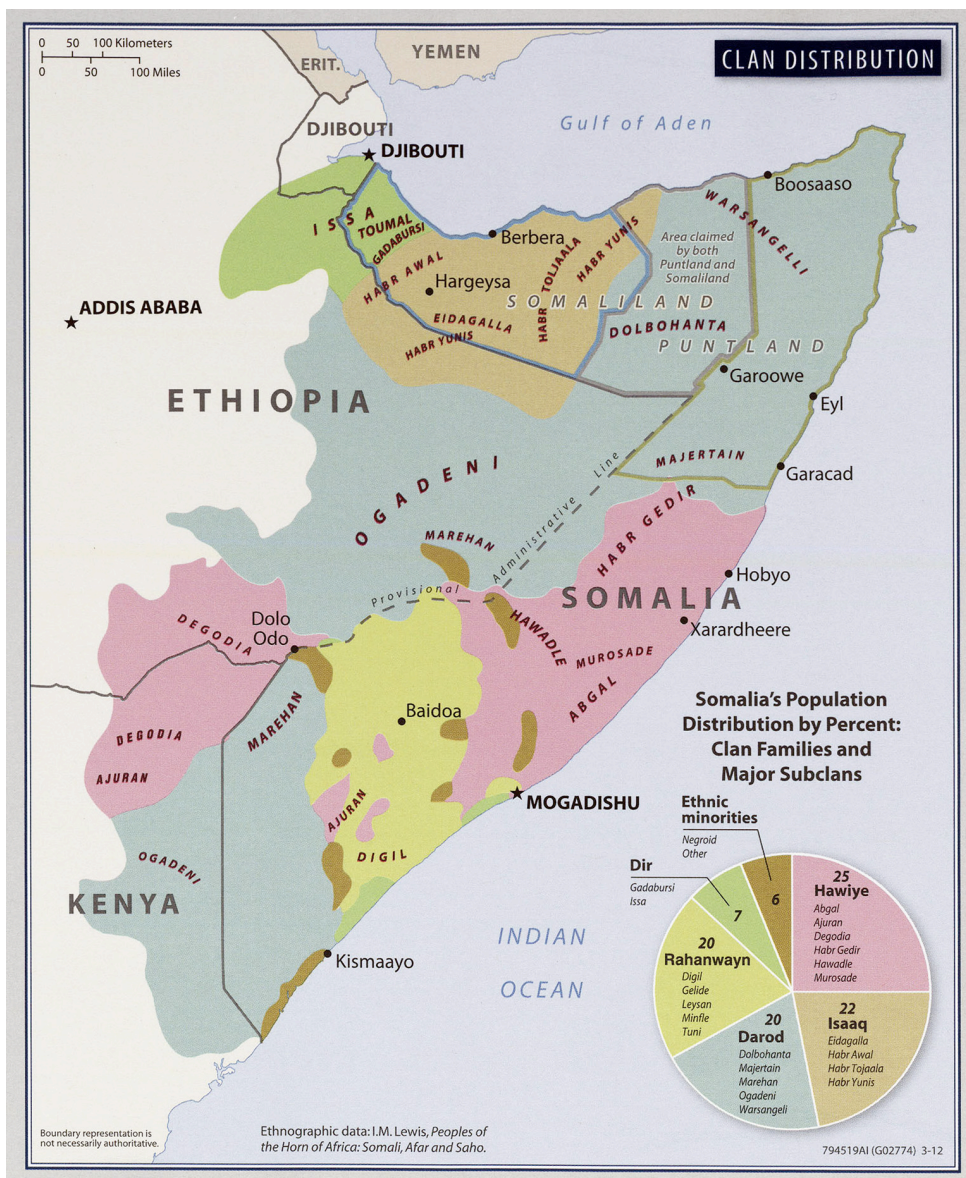 CLAN DISTRIBUTION
0 50 100 Kilometers
0 50 100 Miles
ERIT.
YEMEN
DJIBOUTI
DJIBOUTI
Gulf of Aden
Boosaaso
ISSA
TOUMAL
GADABURSI
WARSANGELLI
Berbera
HABR AWAL
HABR TOLJAALA
HABR YUNIS
Area claimed
by both
Puntland and
Somaliland
Hargeysa
ADDIS ABABA
SOMALILAND
EIDAGALLA
HABR YUNIS
DOLBOHANTA
PUNTLAND
Garoowe
ETHIOPIA
Eyl
OGADENI
MAJERTAIN
Garacad
HABR GEDIR
MAREHAN
Provisional Administrative Line
Hobyo
SOMALIA
Dolo
Odo
DEGODIA
HAWADLE
Xarardheere
MUROSADE
ABGAL
MAREHAN
Baidoa
DEGODIA
AJURAN
AJURAN
MOGADISHU
DIGIL
OGADENI
KENYA
Kismaayo
INDIAN
OCEAN
Somalia's Population
Distribution by Percent:
Clan Families and
Major Subclans
Ethnic
minorities
Negroid
Other
6
Dir
Gadabursi
Issa
7
25
Hawiye
Abgal
Ajuran
Degodia
Habr Gedir
Hawadle
Murosade
20
Rahanwayn
Digil
Gelide
Leysan
Minfle
Tuni
22
Isaaq
Eidagalla
Habr Awal
Habr Tojaala
Habr Yunis
20
Darod
Dolbohanta
Majertain
Marehan
Ogadeni
Warsangeli
Boundary representation is
not necessarily authoritative.
Ethnographic data: I.M. Lewis, Peoples of
the Horn of Africa: Somali, Afar and Saho.
794519AI (G02774) 3-12